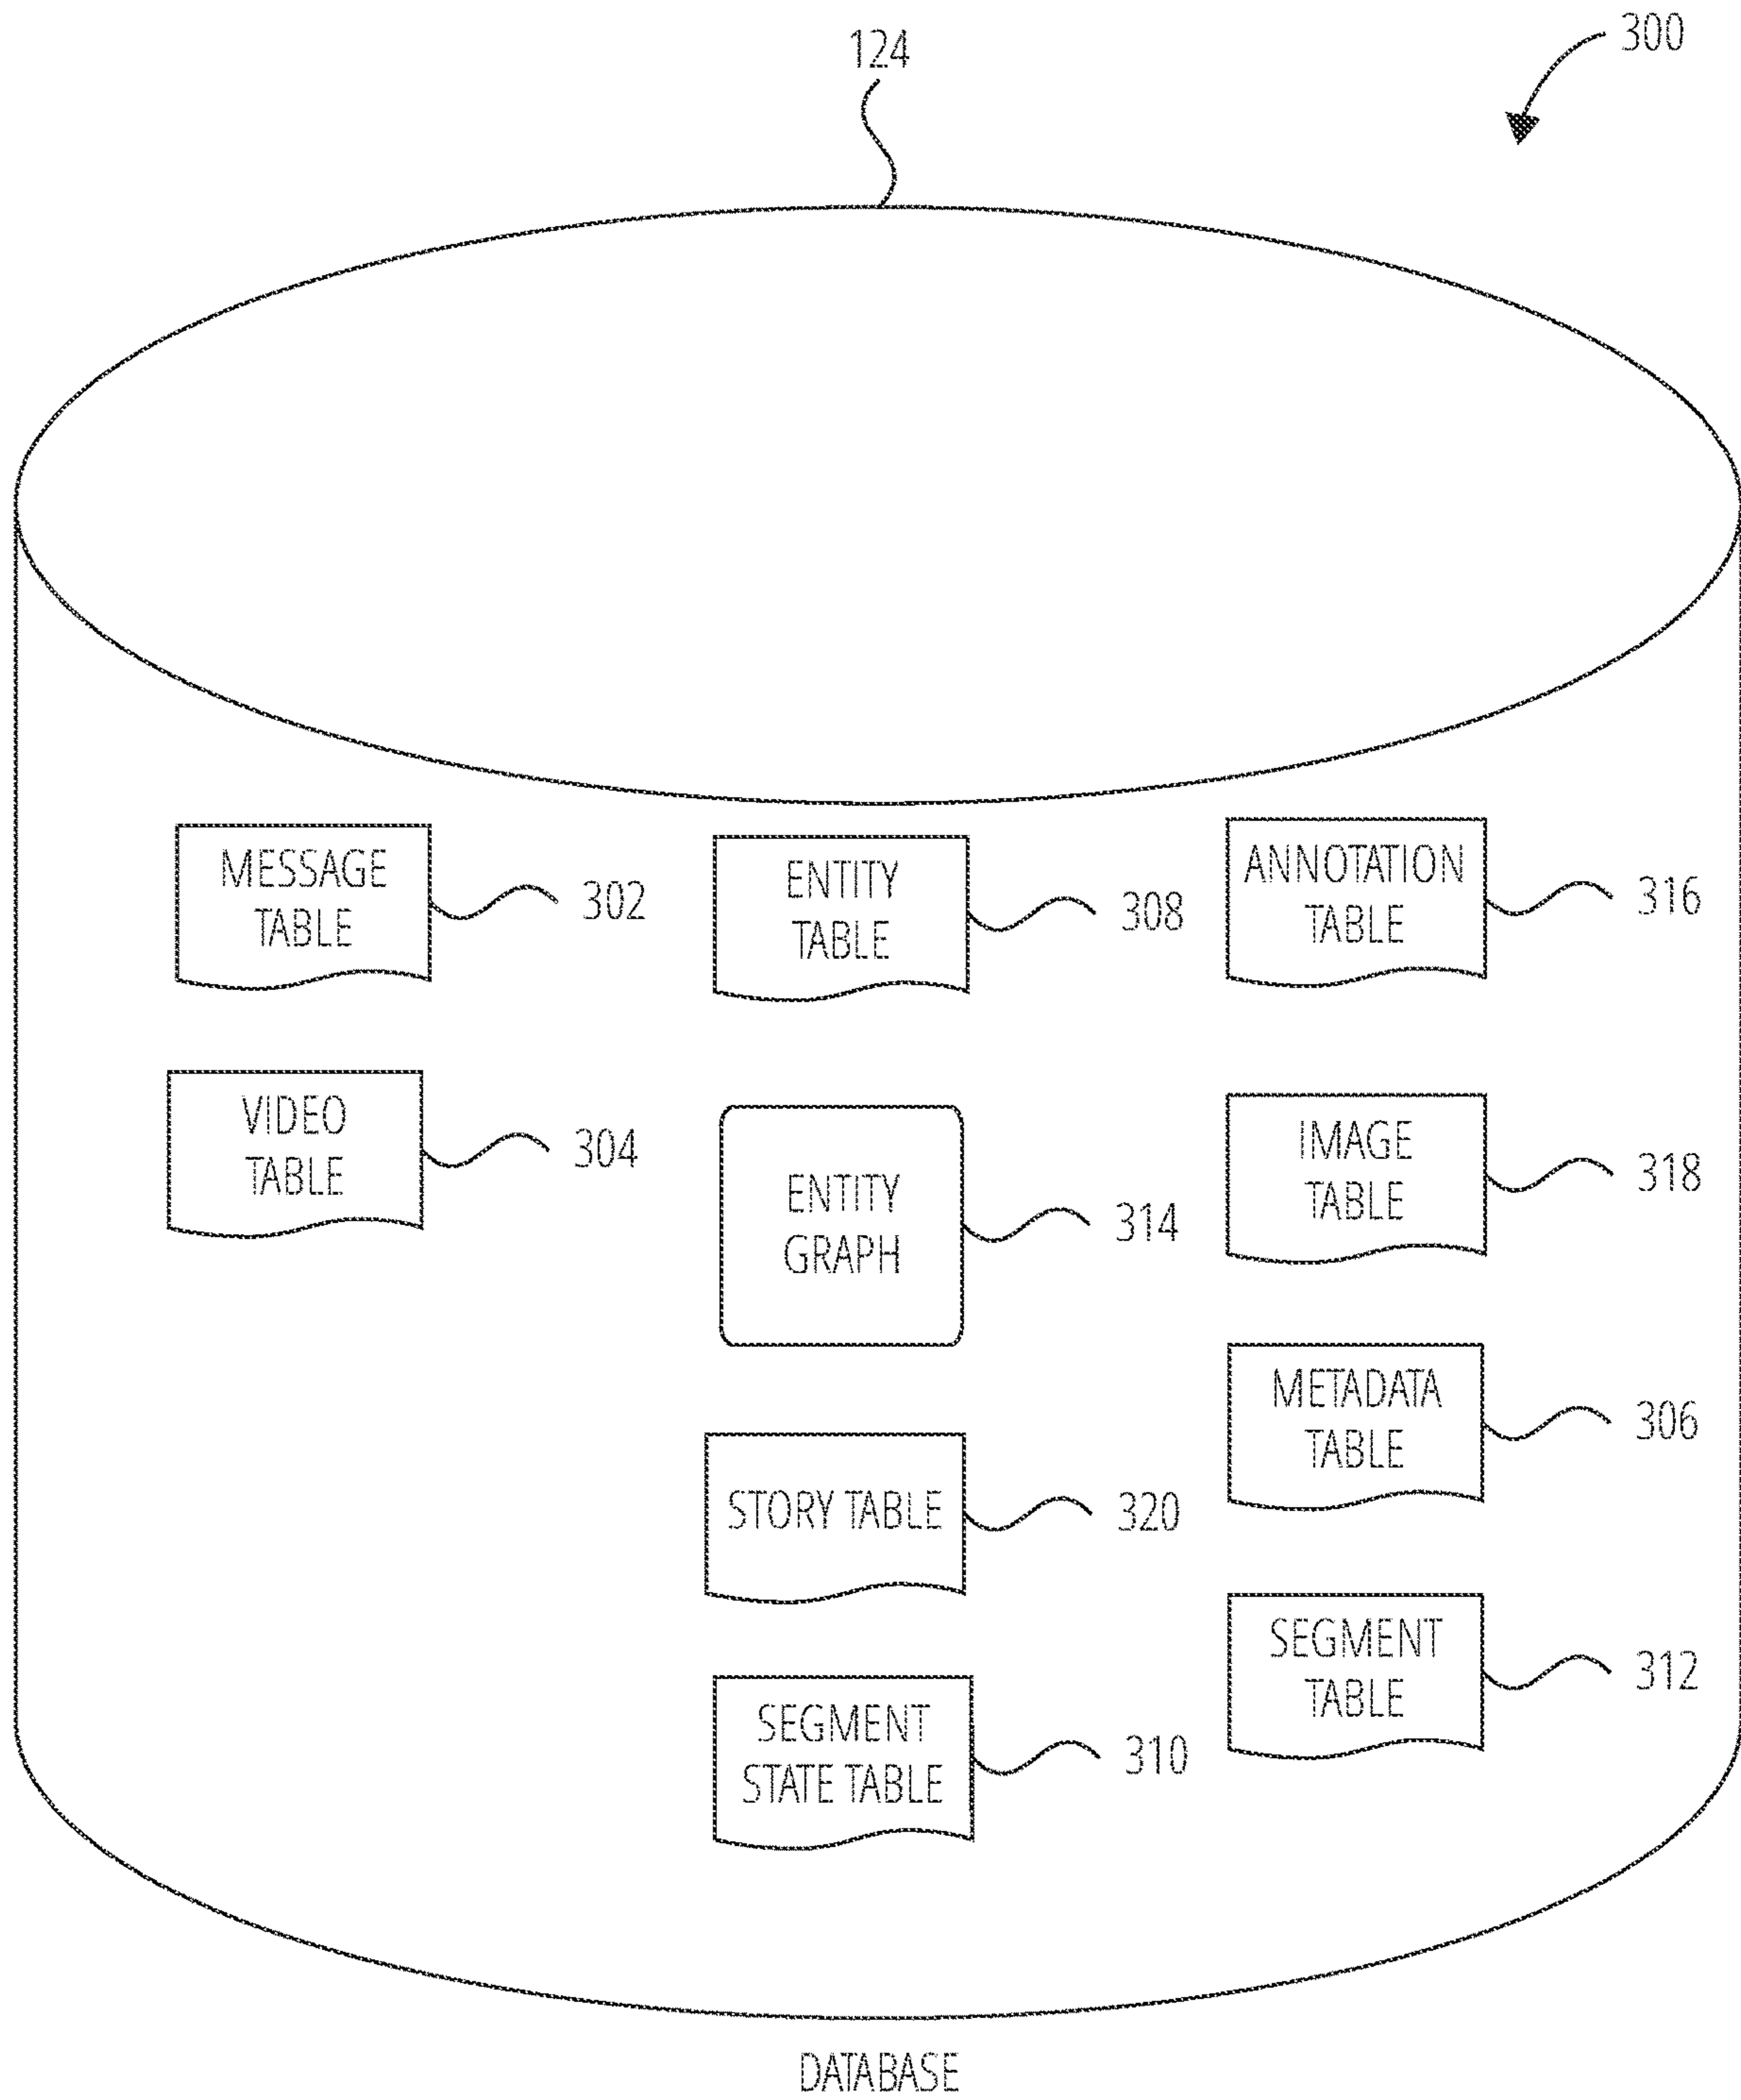 300
124
MESSAGE
TABLE
302
ENTITY
TABLE
308
ANNOTATION
TABLE
316
VIDEO
TABLE
304
ENTITY
GRAPH
314
IMAGE
TABLE
318
METADATA
TABLE
306
STORY TABLE
320
SEGMENT
TABLE
312
SEGMENT
STATE TABLE
310
DATABASE